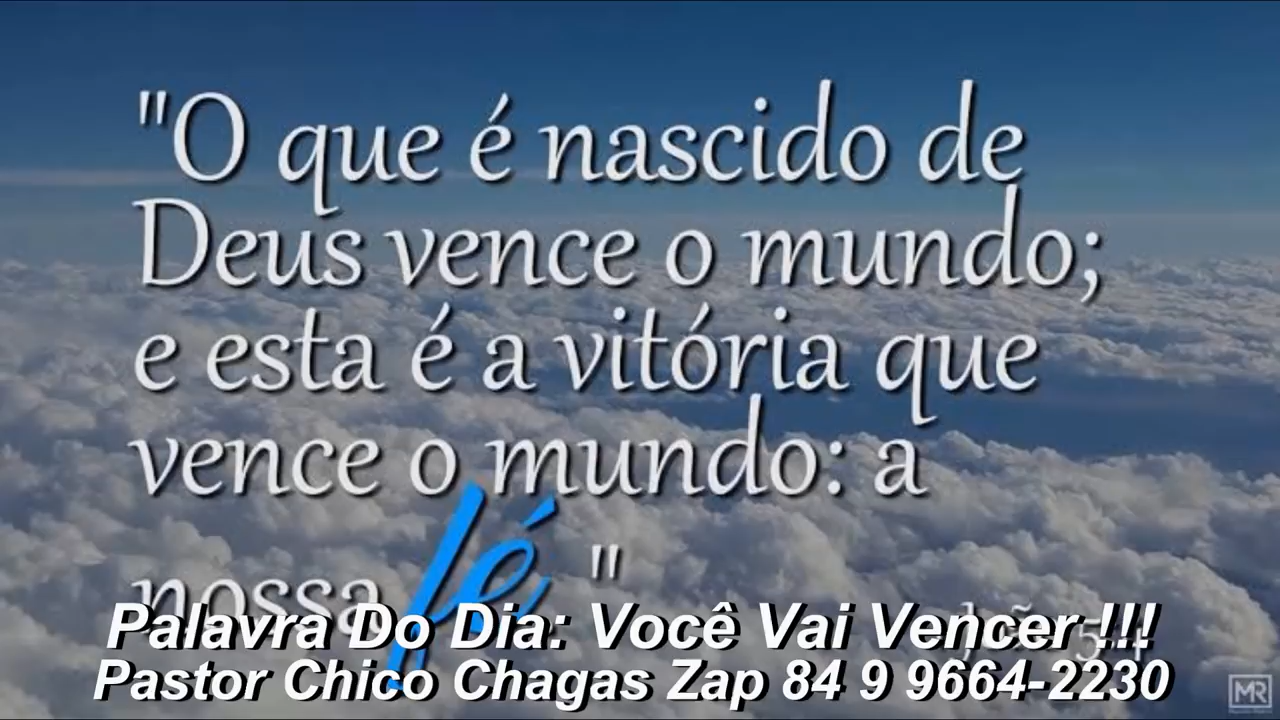 "O que é nascido de
Deus vence o mundo;
e esta é a vitória que
vence o mundo: a
nossa fé "
Palavra Do Dia: Você Vai Vencer !!!
Pastor Chico Chagas Zap 84 9 9664-2230
MR